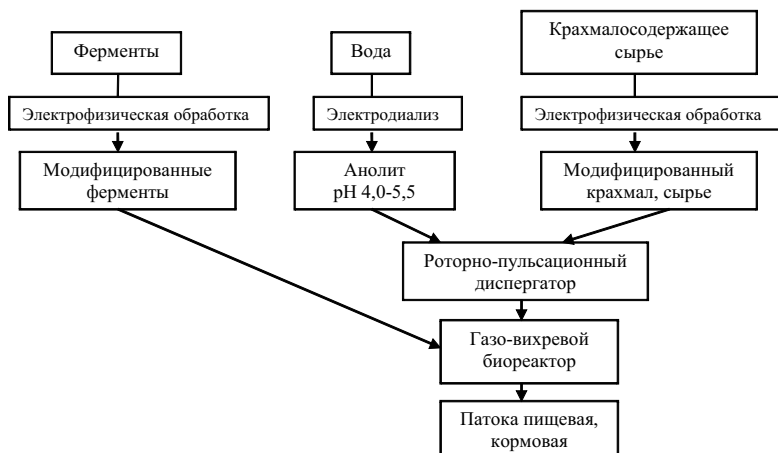 Ферменты
Вода
Крахмалосодержащее
сырье
Электрофизическая обработка
Электродиализ
Электрофизическая обработка
Модифицированные
ферменты
Анолит
рН 4,0-5,5
Модифицированный
крахмал, сырье
Роторно-пульсационный
диспергатор
Газо-вихревой
биореактор
Патока пищевая,
кормовая